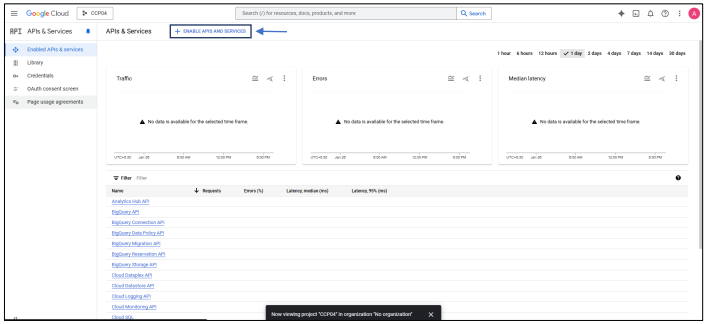 Google Cloud CCP04 Search (/) for resources, docs, products, and more Search A
API APIs & Services APIs & Services + ENABLE APIS AND SERVICES
Enabled APIs & services
Library
Credentials
OAuth consent screen
Page usage agreements
1 hour 6 hours 12 hours 1 day 2 days 4 days 7 days 14 days 30 days
Traffic
No data is available for the selected time frame.
UTC+5:30 Jan 28 6:00 AM 12:00 PM 6:00 PM
Errors
No data is available for the selected time frame.
UTC+5:30 Jan 28 6:00 AM 12:00 PM 6:00 PM
Median latency
No data is available for the selected time frame.
UTC+5:30 Jan 28 6:00 AM 12:00 PM 6:00 PM
Filter Filter
Name Requests Errors (%) Latency, median (ms) Latency, 95% (ms)
Analytics Hub API
BigQuery API
BigQuery Connection API
BigQuery Data Policy API
BigQuery Migration API
BigQuery Reservation API
BigQuery Storage API
Cloud Dataplex API
Cloud Datastore API
Cloud Logging API
Cloud Monitoring API
Cloud SQL
Now viewing project "CCP04" in organization "No organization"